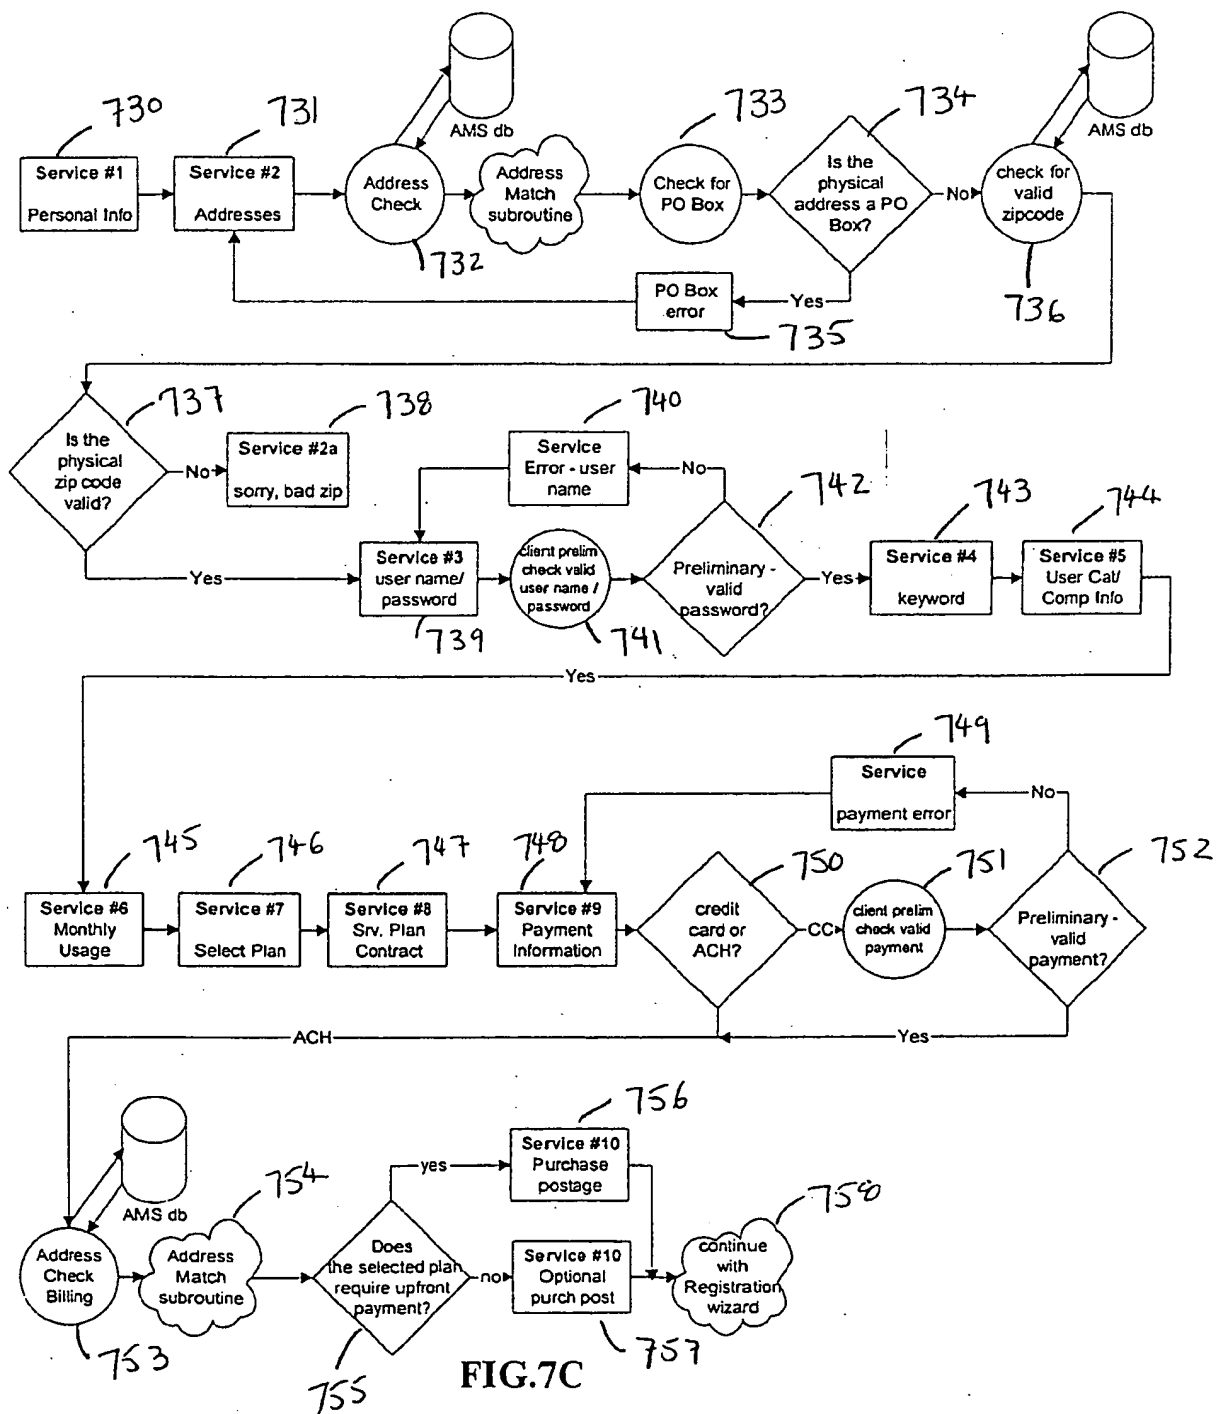 730
731
733
734
AMS db
AMS db
Service #1
Personal Info
Service #2
Addresses
Address
Check
Address
Match
subroutine
Check for
PO Box
Is the
physical
address a PO
Box?
No
check for
valid
zipcode
732
736
PO Box
error
Yes
735
737
738
740
Is the
physical
zip code
valid?
No
Service #2a
sorry, bad zip
Service
Error - user
name
No
742
743
744
Yes
Service #3
user name/
password
client prelim
check valid
user name /
password
Preliminary -
valid
password?
Yes
Service #4
keyword
Service #5
User Cat/
Comp Info
739
741
Yes
749
Service
payment error
No
745
746
747
748
750
751
752
Service #6
Monthly
Usage
Service #7
Select Plan
Service #8
Srv. Plan
Contract
Service #9
Payment
Information
credit
card or
ACH?
CC
client prelim
check valid
payment
Preliminary -
valid
payment?
ACH
Yes
756
Service #10
Purchase
postage
yes
754
758
AMS db
Address
Check
Billing
Address
Match
subroutine
Does
the selected plan
require upfront
payment?
no
Service #10
Optional
purch post
continue
with
Registration
wizard
753
755
757
FIG.7C